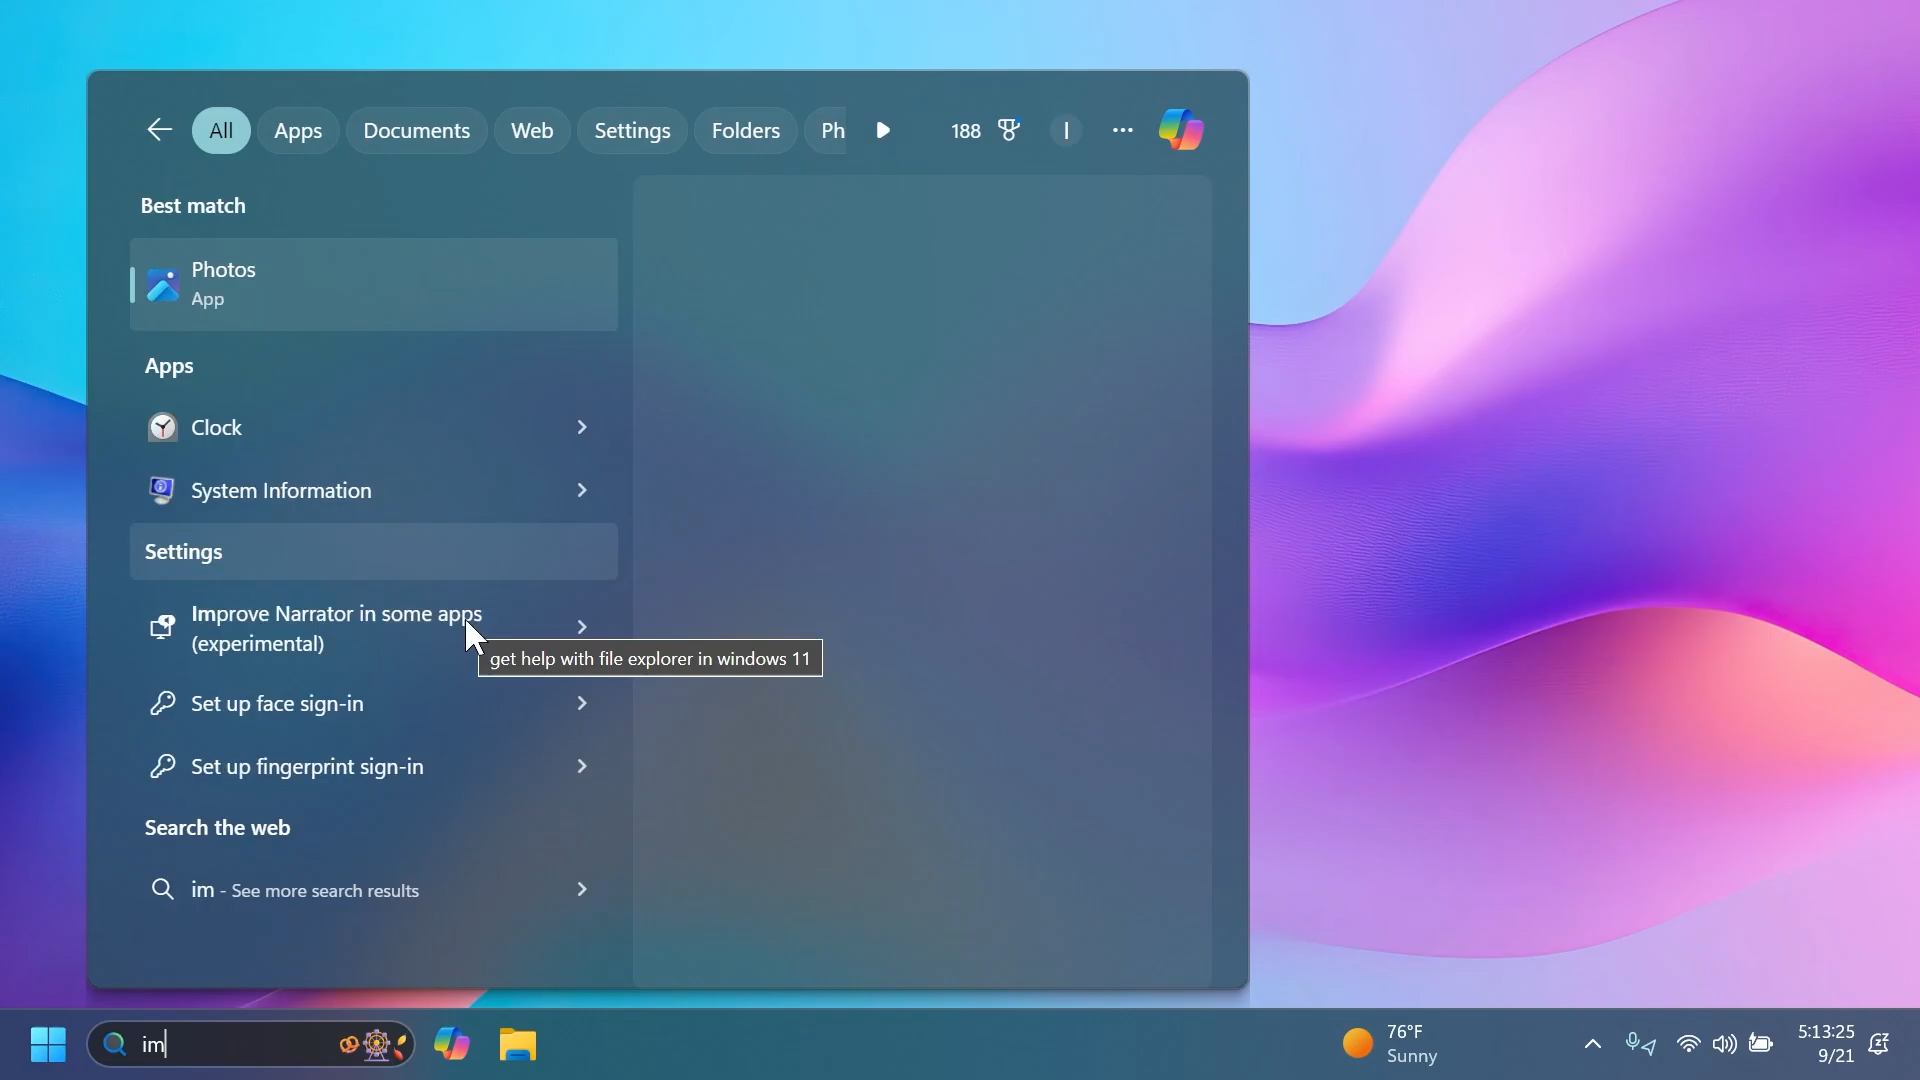 All Apps Documents Web Settings Folders Ph 188 I
Best match
Photos
App
Apps
Clock
System Information
Settings
Improve Narrator in some apps
(experimental)
get help with file explorer in windows 11
Set up face sign-in
Set up fingerprint sign-in
Search the web
im - See more search results
im
76°F
Sunny
5:13:25
9/21